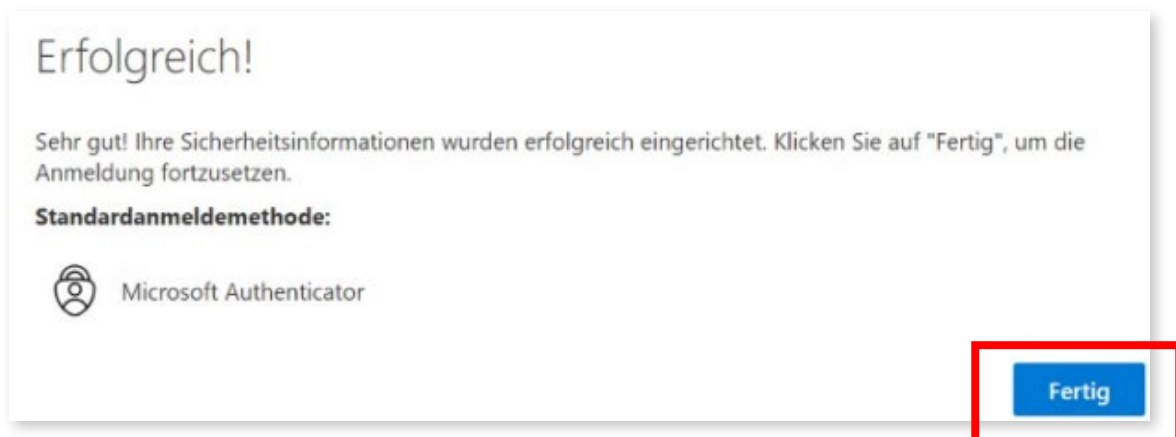 Erfolgreich!
Sehr gut! Ihre Sicherheitsinformationen wurden erfolgreich eingerichtet. Klicken Sie auf "Fertig", um die
Anmeldung fortzusetzen.
Standardanmeldemethode:
Microsoft Authenticator
Fertig